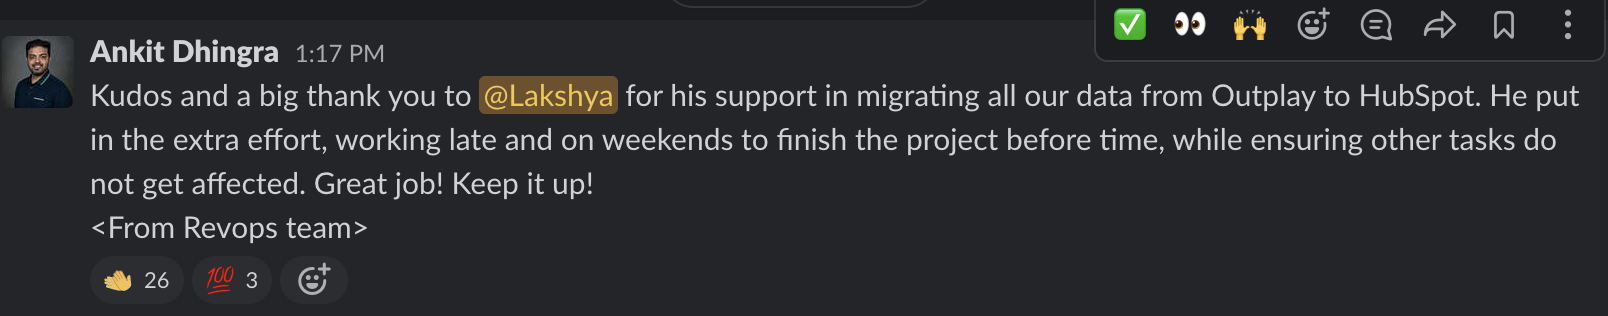 Ankit Dhingra 1:17 PM
Kudos and a big thank you to @Lakshya for his support in migrating all our data from Outplay to HubSpot. He put
in the extra effort, working late and on weekends to finish the project before time, while ensuring other tasks do
not get affected. Great job! Keep it up!
<From Revops team>
👏 26 💯 3